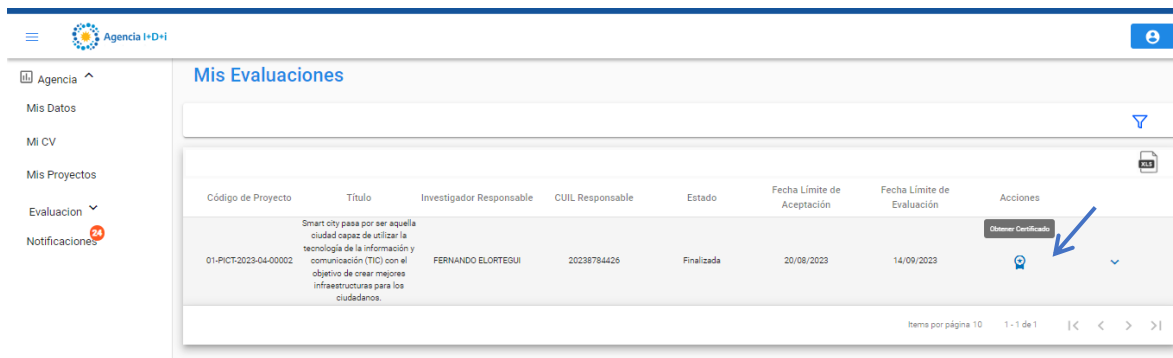 Agencia I+D+i
Agencia
Mis Datos
Mi CV
Mis Proyectos
Evaluacion
Notificaciones
24
Mis Evaluaciones
XLS
Código de Proyecto
Título
Investigador Responsable
CUIL Responsable
Estado
Fecha Límite de
Aceptación
Fecha Límite de
Evaluación
Acciones
Obtener Certificado
01-PICT-2023-04-00002
Smart city pasa por ser aquella
ciudad capaz de utilizar la
tecnología de la información y
comunicación (TIC) con el
objetivo de crear mejores
infraestructuras para los
ciudadanos.
FERNANDO ELORTEGUI
20238784426
Finalizada
20/08/2023
14/09/2023
Items por página 10
1 - 1 de 1